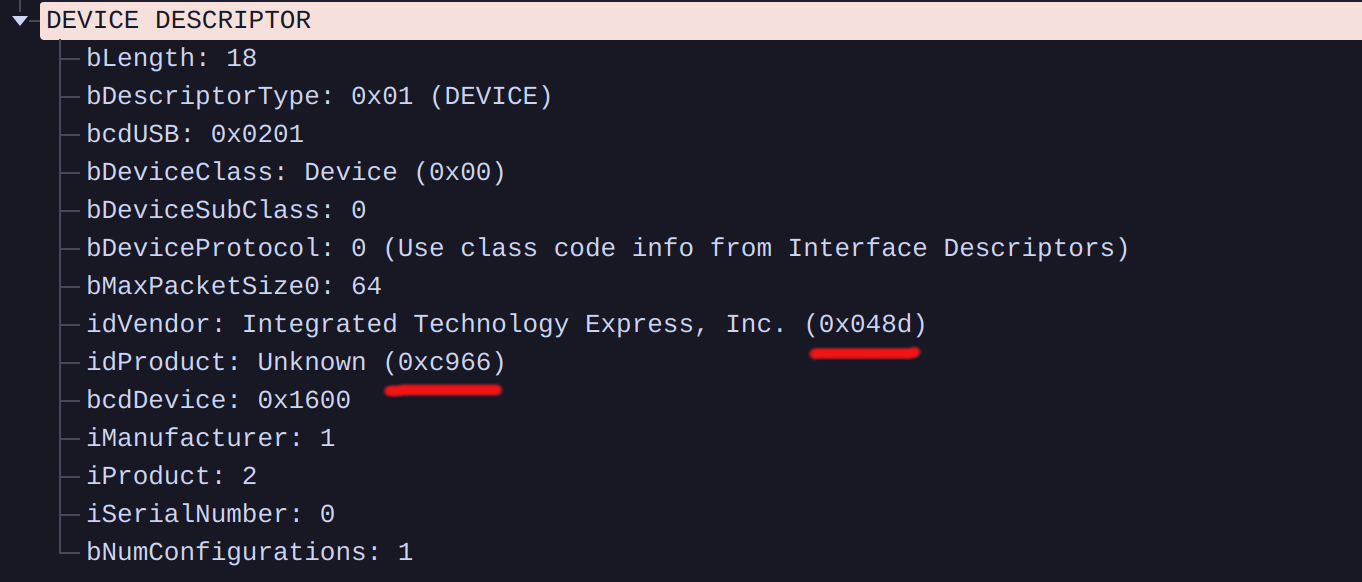 DEVICE DESCRIPTOR
bLength: 18
bDescriptorType: 0x01 (DEVICE)
bcdUSB: 0x0201
bDeviceClass: Device (0x00)
bDeviceSubClass: 0
bDeviceProtocol: 0 (Use class code info from Interface Descriptors)
bMaxPacketSize0: 64
idVendor: Integrated Technology Express, Inc. (0x048d)
idProduct: Unknown (0xc966)
bcdDevice: 0x1600
iManufacturer: 1
iProduct: 2
iSerialNumber: 0
bNumConfigurations: 1